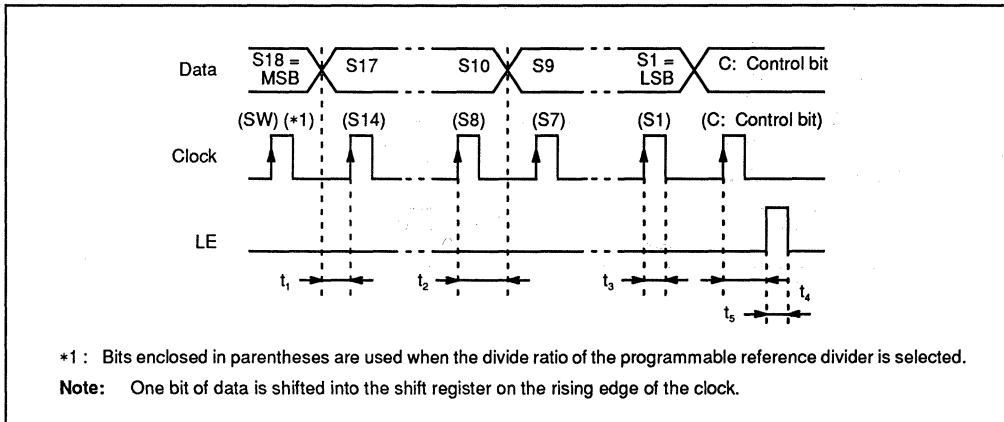 Data
S18 =
MSB
S17
S10
S9
S1 =
LSB
C: Control bit
(SW) (*1)
(S14)
(S8)
(S7)
(S1)
(C: Control bit)
Clock
LE
t1
t2
t3
t4
t5
*1 : Bits enclosed in parentheses are used when the divide ratio of the programmable reference divider is selected.
Note: One bit of data is shifted into the shift register on the rising edge of the clock.